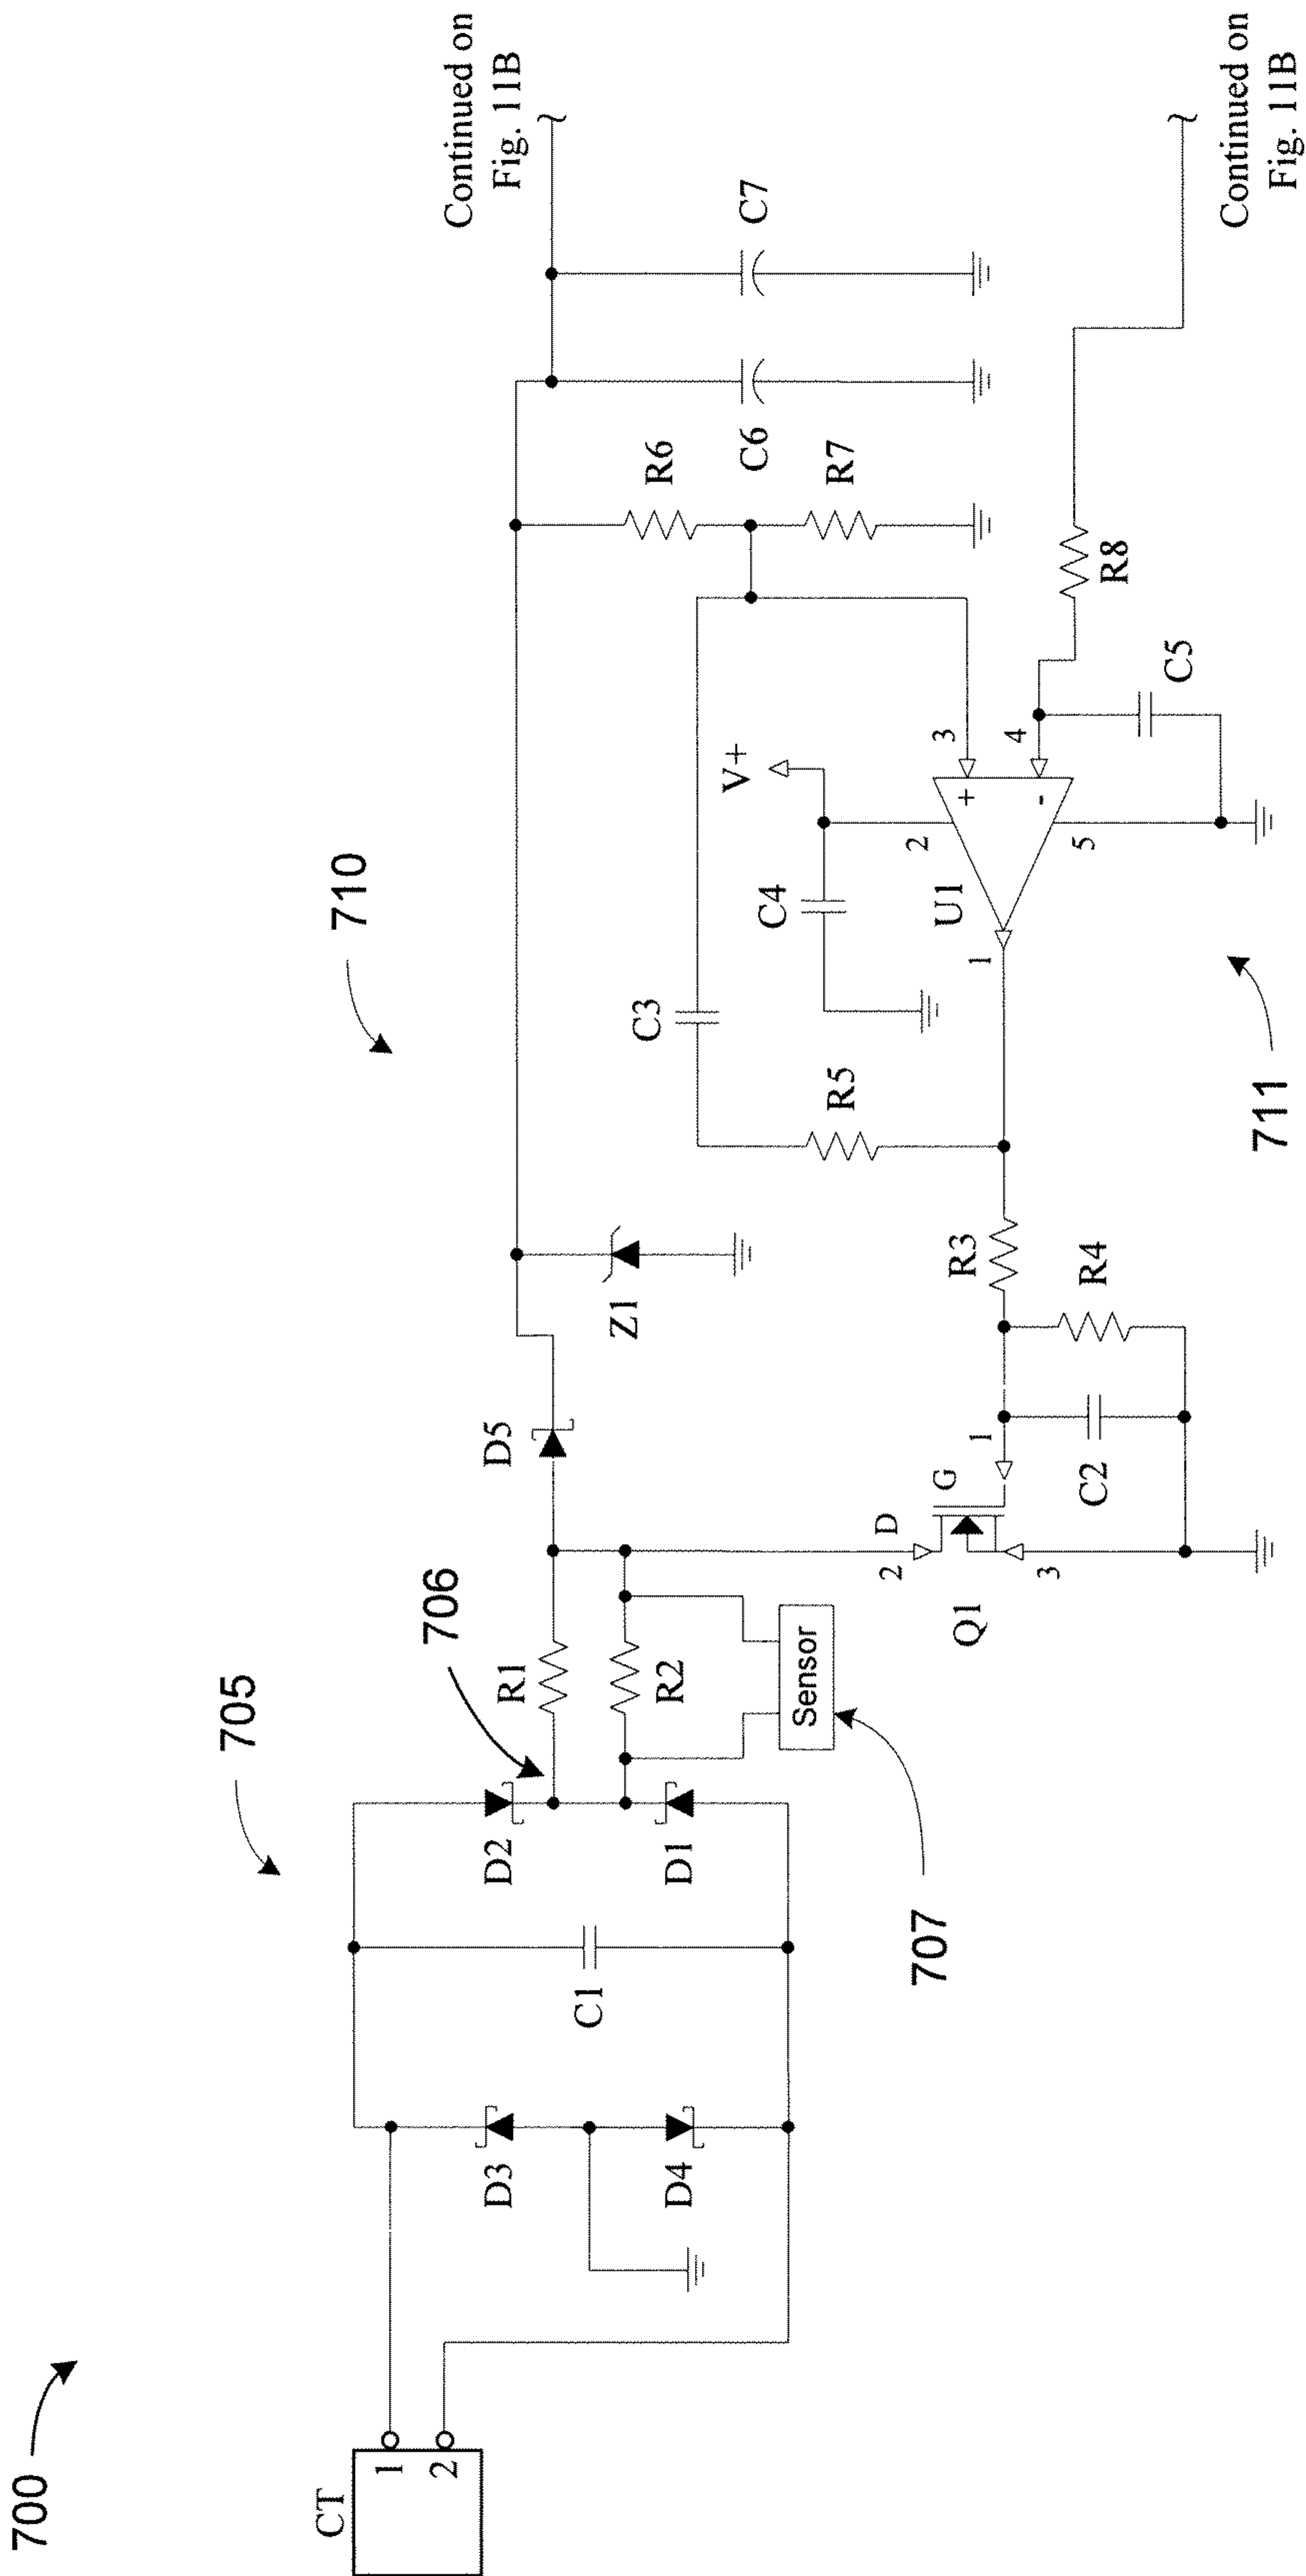 700
CT
1
2
705
D3
D4
C1
D2
D1
706
R1
R2
Sensor
707
D5
D
2
G
1
3
Q1
C2
R4
R3
Z1
710
R5
C3
C4
V+
U1
1
2
3
4
5
+
-
C5
711
R6
R7
R8
C6
C7
Continued on
Fig. 11B
Continued on
Fig. 11B